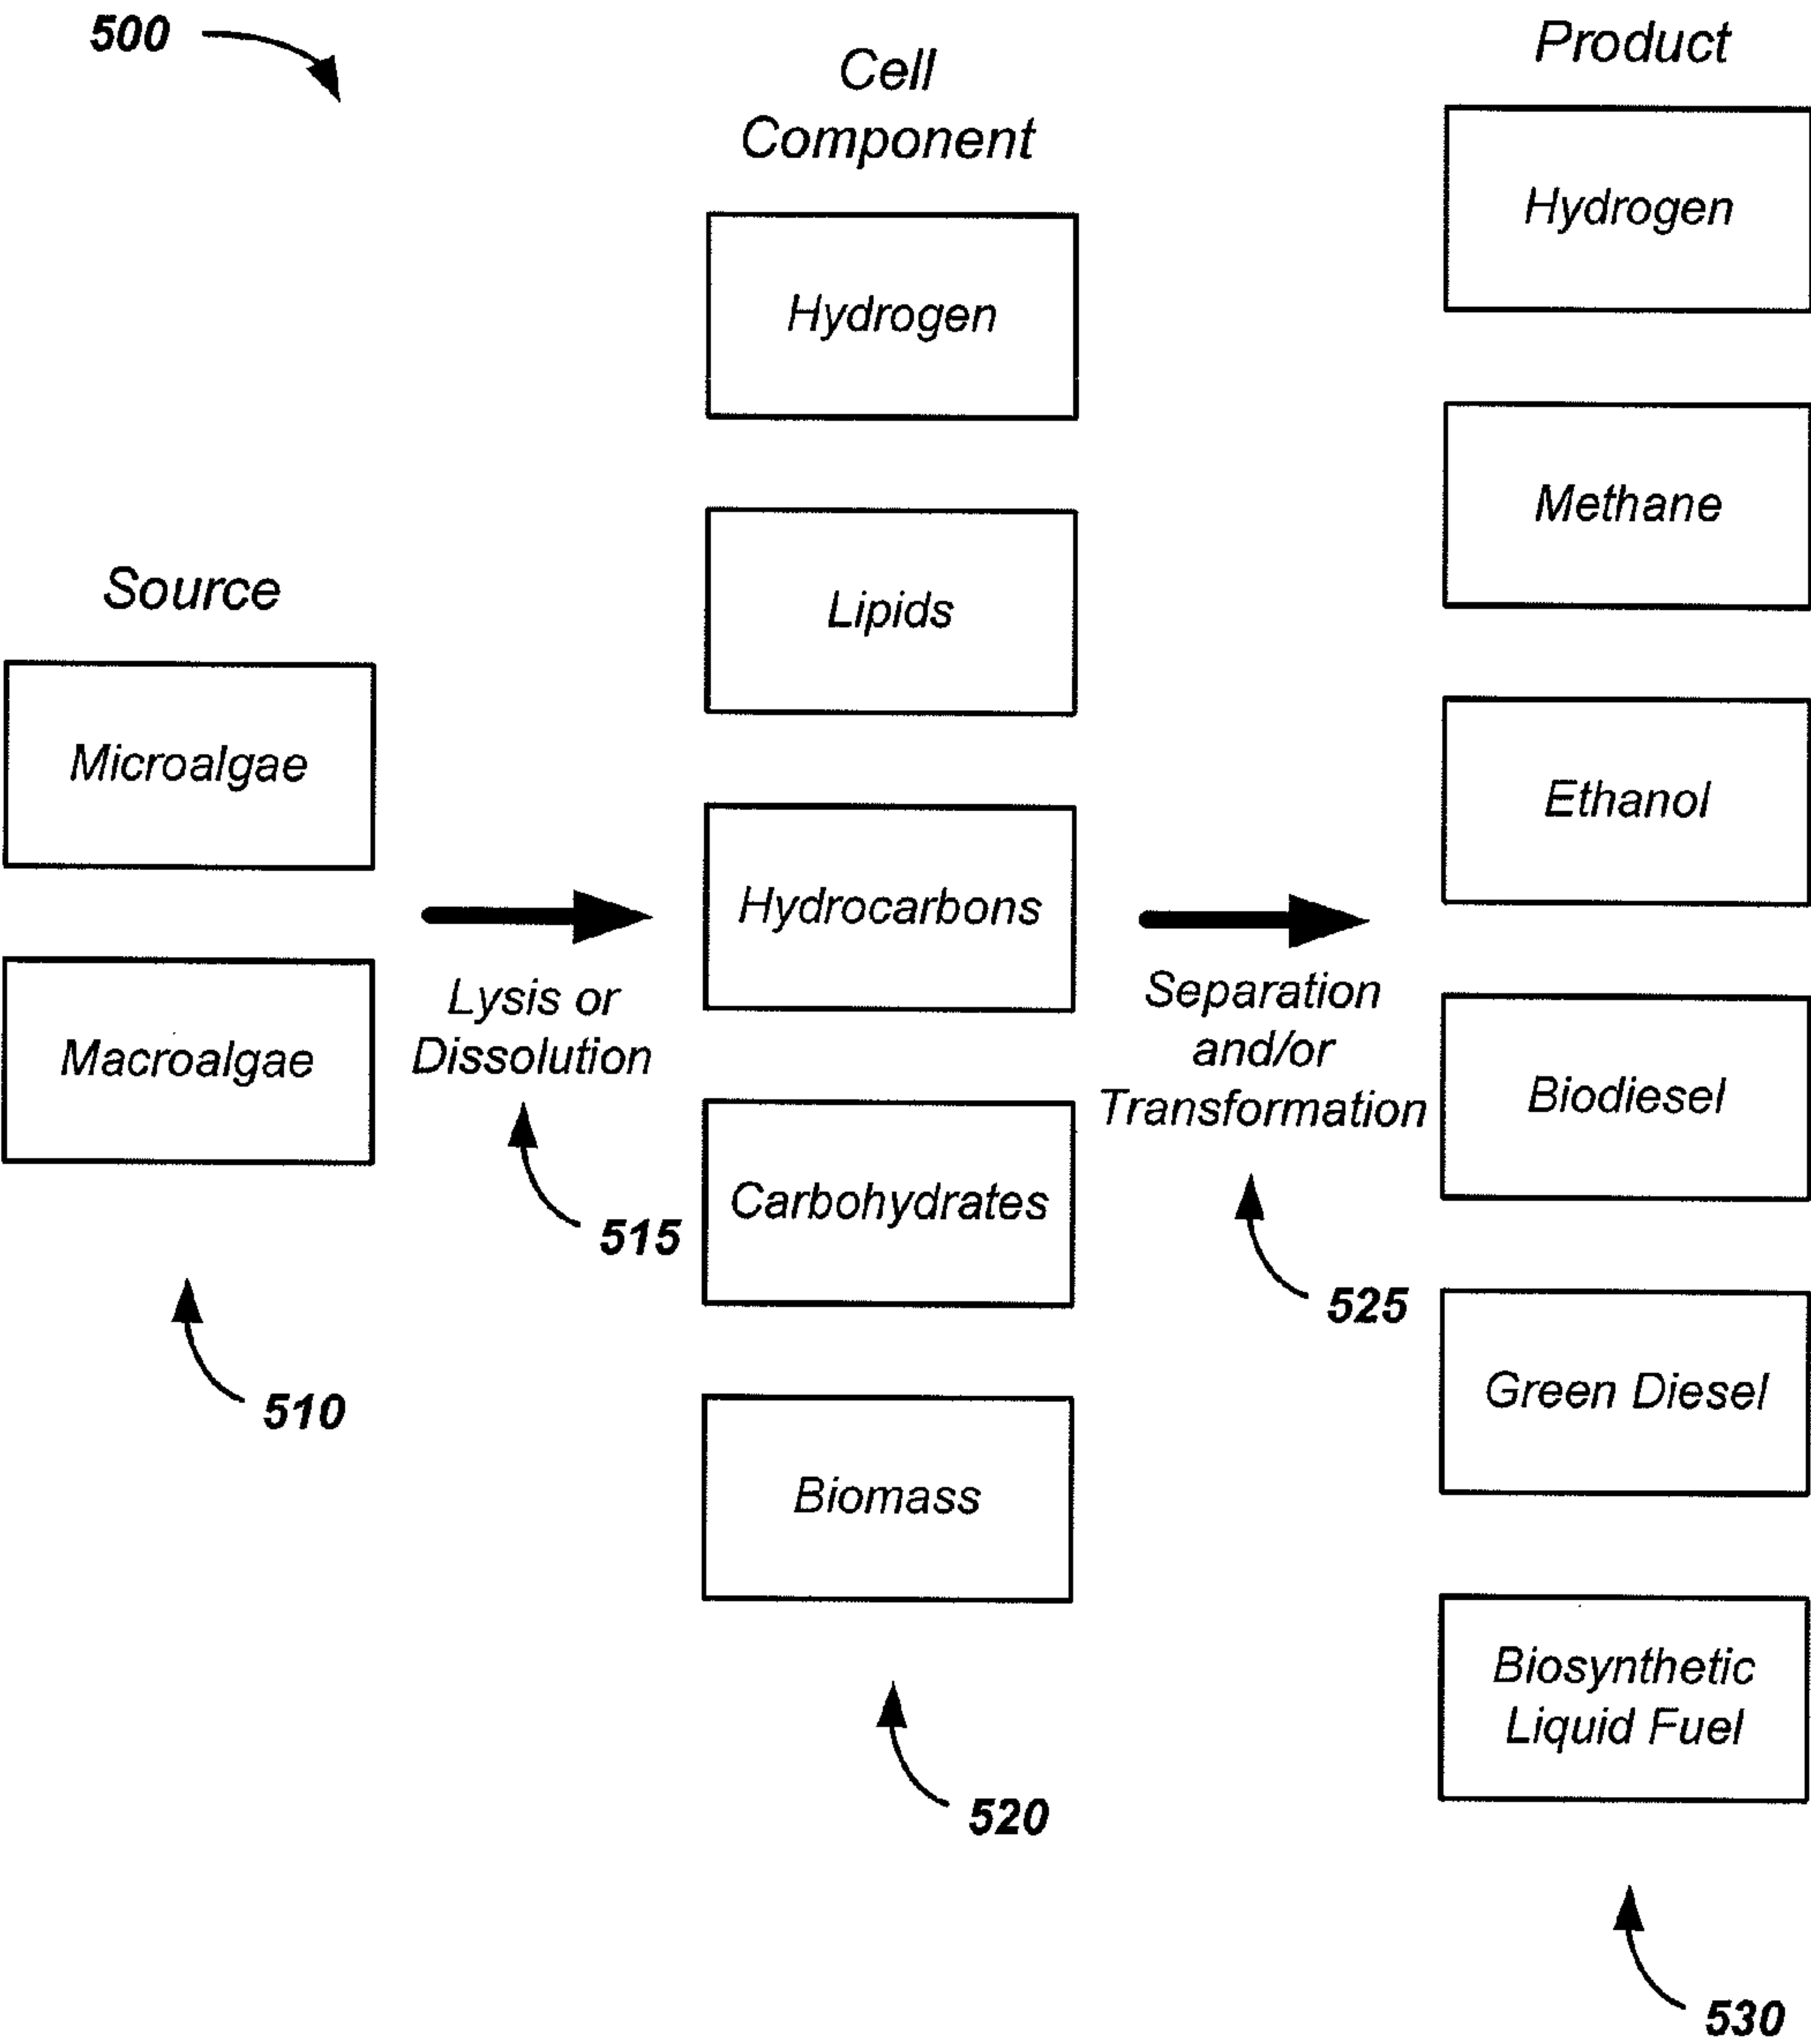 500
Source
Microalgae
Macroalgae
510
Lysis or
Dissolution
515
Cell
Component
Hydrogen
Lipids
Hydrocarbons
Carbohydrates
Biomass
520
Separation
and/or
Transformation
525
Product
Hydrogen
Methane
Ethanol
Biodiesel
Green Diesel
Biosynthetic
Liquid Fuel
530